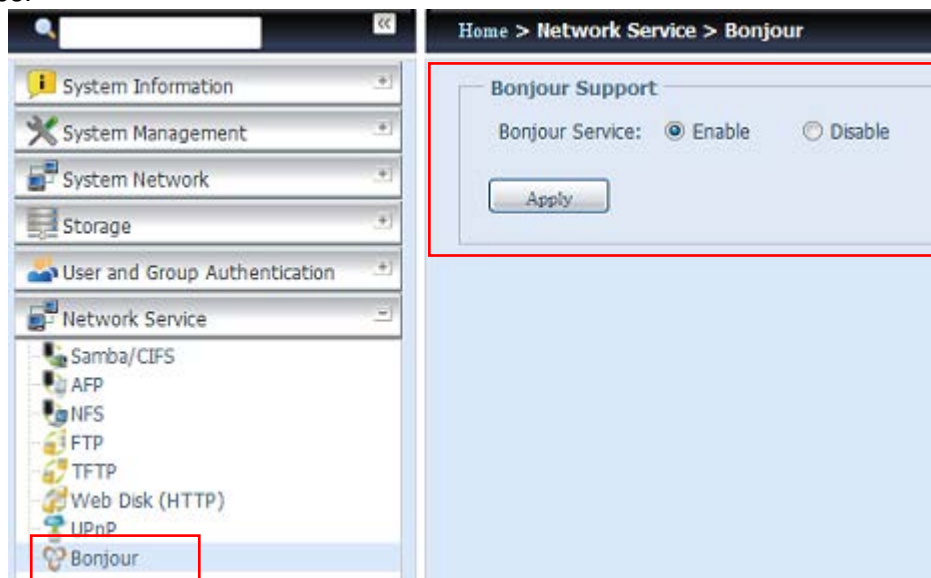 Home > Network Service > Bonjour
System Information
System Management
System Network
Storage
User and Group Authentication
Network Service
Samba/CIFS
AFP
NFS
FTP
TFTP
Web Disk (HTTP)
UPnP
Bonjour
Bonjour Support
Bonjour Service: Enable Disable
Apply